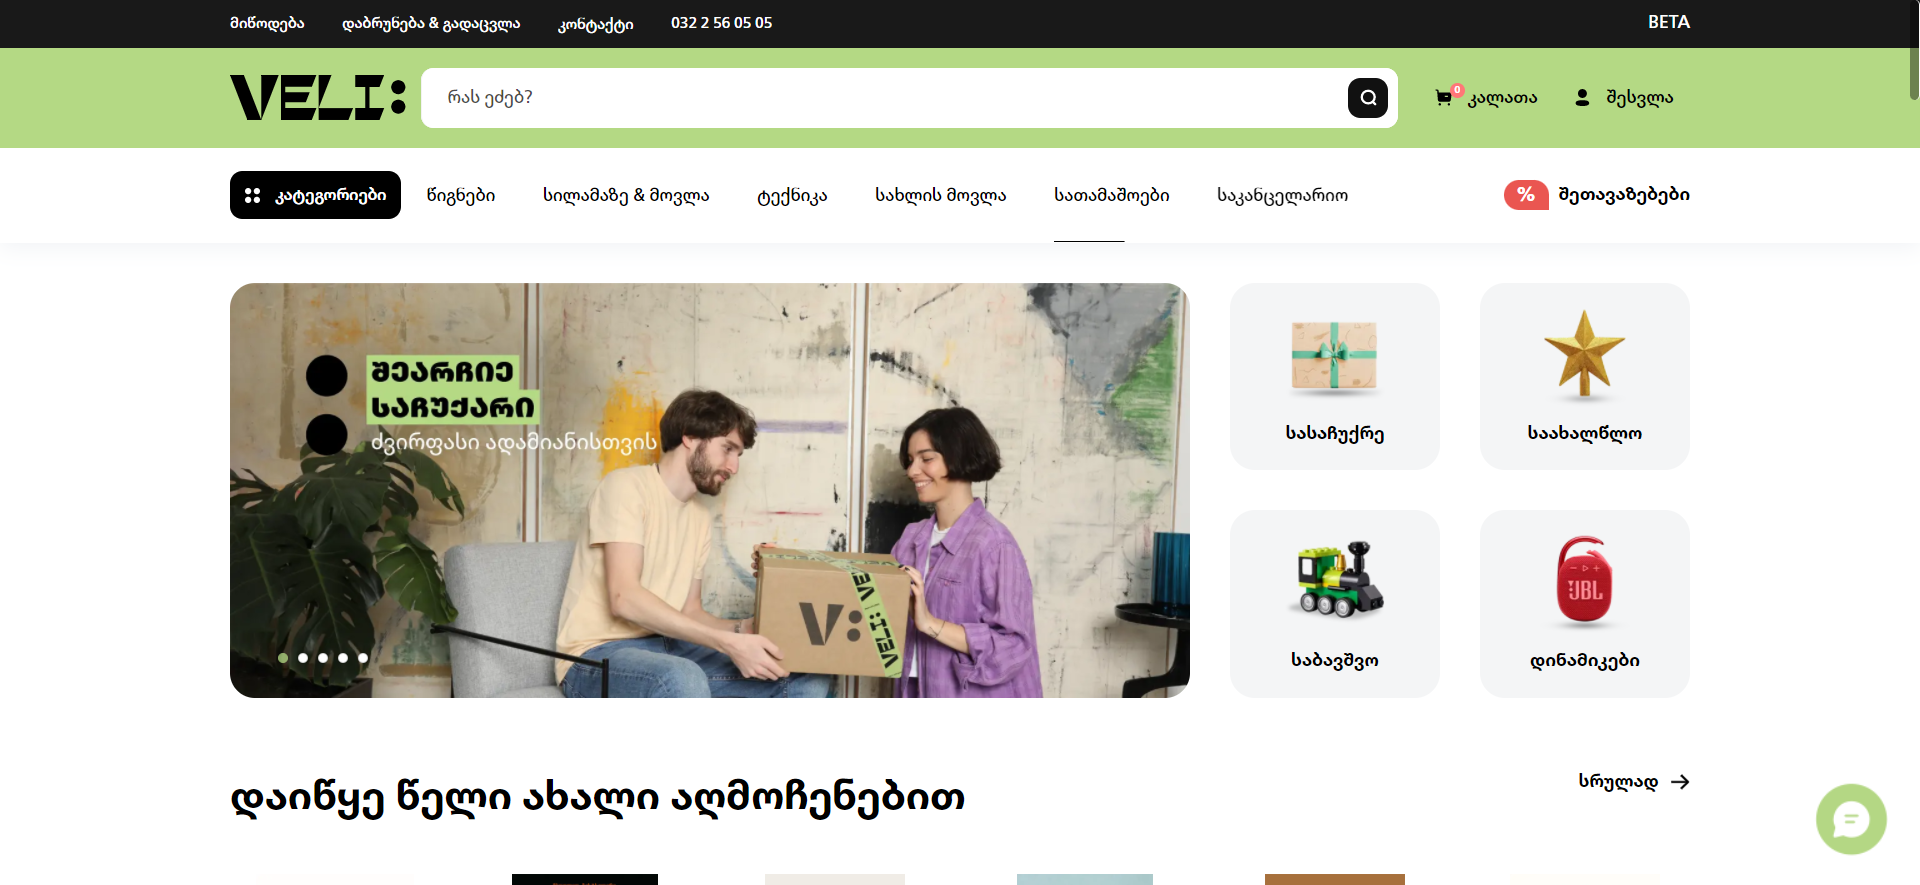 მიწოდება
დაბრუნება & გადაცვლა
კონტაქტი
032 2 56 05 05
BETA
VELI:
რას ეძებ?
0
კალათა
შესვლა
კატეგორიები
წიგნები
სილამაზე & მოვლა
ტექნიკა
სახლის მოვლა
სათამაშოები
საკანცელარიო
%
შეთავაზებები
შეარჩიე
საჩუქარი
ძვირფასი ადამიანისთვის
V:
VELI:
სასაჩუქრე
საახალწლო
JBL
საბავშვო
დინამიკები
დაიწყე წელი ახალი აღმოჩენებით
სრულად